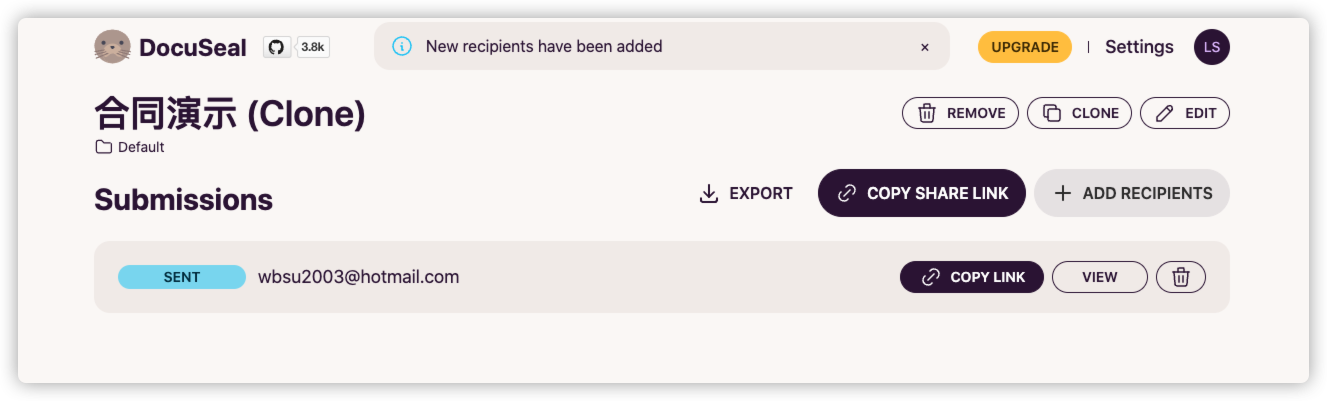 DocuSeal 3.8k New recipients have been added × UPGRADE Settings LS
合同演示 (Clone) REMOVE CLONE EDIT
Default
Submissions EXPORT COPY SHARE LINK ADD RECIPIENTS
SENT wbsu2003@hotmail.com COPY LINK VIEW